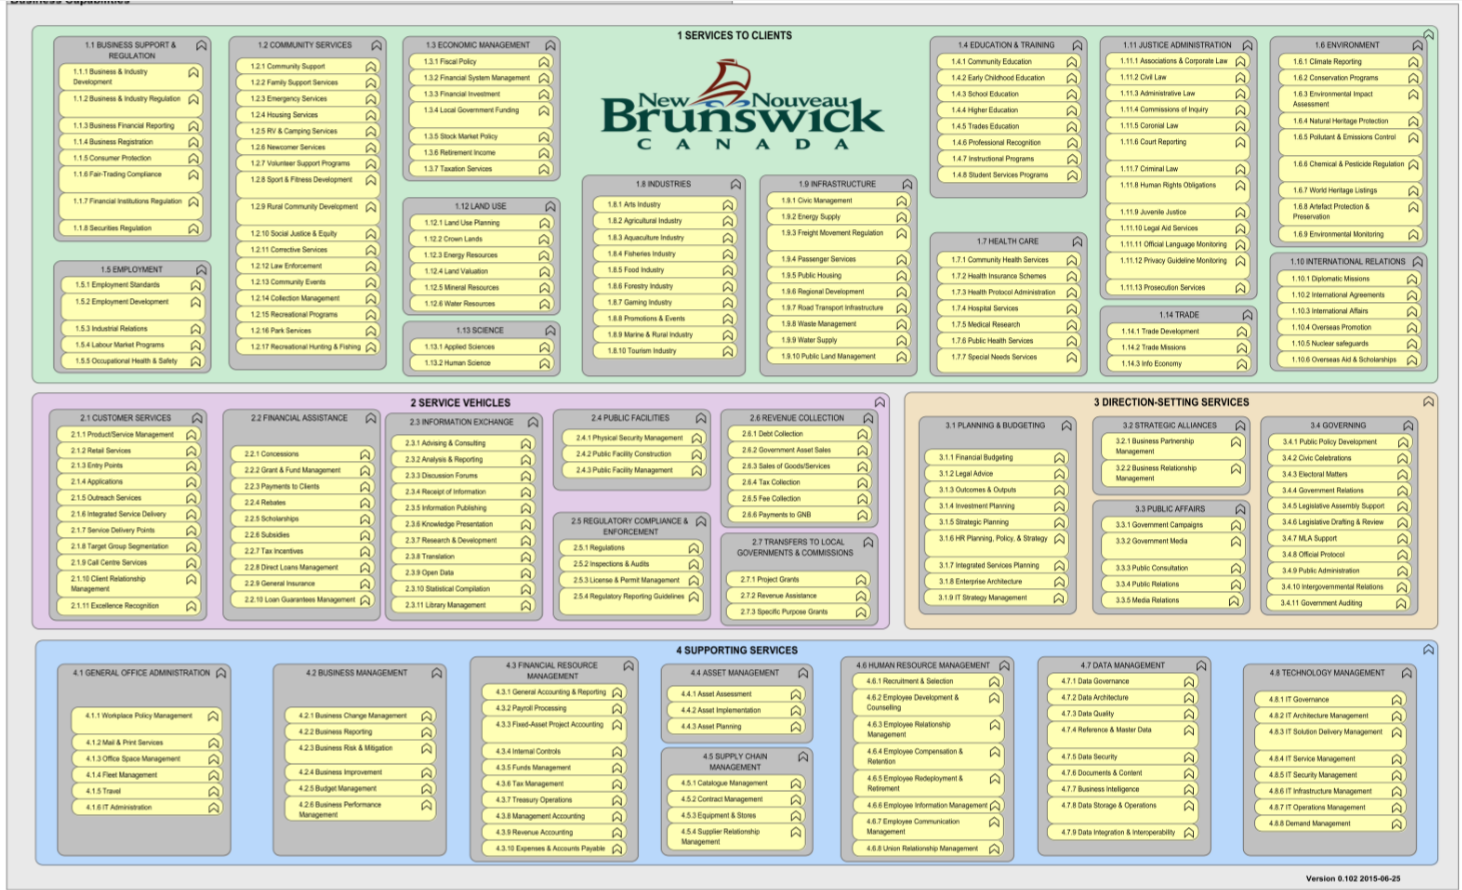 Business Capabilities
1 SERVICES TO CLIENTS
New Nouveau
Brunswick
CANADA
1.1 BUSINESS SUPPORT &
REGULATION
1.1.1 Business & Industry
Development
1.1.2 Business & Industry Regulation
1.1.3 Business Financial Reporting
1.1.4 Business Registration
1.1.5 Consumer Protection
1.1.6 Fair-Trading Compliance
1.1.7 Financial Institutions Regulation
1.1.8 Securities Regulation
1.5 EMPLOYMENT
1.5.1 Employment Standards
1.5.2 Employment Development
1.5.3 Industrial Relations
1.5.4 Labour Market Programs
1.5.5 Occupational Health & Safety
1.2 COMMUNITY SERVICES
1.2.1 Community Support
1.2.2 Family Support Services
1.2.3 Emergency Services
1.2.4 Housing Services
1.2.5 RV & Camping Services
1.2.6 Newcomer Services
1.2.7 Volunteer Support Programs
1.2.8 Sport & Fitness Development
1.2.9 Rural Community Development
1.2.10 Social Justice & Equity
1.2.11 Corrective Services
1.2.12 Law Enforcement
1.2.13 Community Events
1.2.14 Collection Management
1.2.15 Recreational Programs
1.2.16 Park Services
1.2.17 Recreational Hunting & Fishing
1.3 ECONOMIC MANAGEMENT
1.3.1 Fiscal Policy
1.3.2 Financial System Management
1.3.3 Financial Investment
1.3.4 Local Government Funding
1.3.5 Stock Market Policy
1.3.6 Retirement Income
1.3.7 Taxation Services
1.12 LAND USE
1.12.1 Land Use Planning
1.12.2 Crown Lands
1.12.3 Energy Resources
1.12.4 Land Valuation
1.12.5 Mineral Resources
1.12.6 Water Resources
1.13 SCIENCE
1.13.1 Applied Sciences
1.13.2 Human Science
1.8 INDUSTRIES
1.8.1 Arts Industry
1.8.2 Agricultural Industry
1.8.3 Aquaculture Industry
1.8.4 Fisheries Industry
1.8.5 Food Industry
1.8.6 Forestry Industry
1.8.7 Gaming Industry
1.8.8 Promotions & Events
1.8.9 Marine & Rural Industry
1.8.10 Tourism Industry
1.9 INFRASTRUCTURE
1.9.1 Civic Management
1.9.2 Energy Supply
1.9.3 Freight Movement Regulation
1.9.4 Passenger Services
1.9.5 Public Housing
1.9.6 Regional Development
1.9.7 Road Transport Infrastructure
1.9.8 Waste Management
1.9.9 Water Supply
1.9.10 Public Land Management
1.4 EDUCATION & TRAINING
1.4.1 Community Education
1.4.2 Early Childhood Education
1.4.3 School Education
1.4.4 Higher Education
1.4.5 Trades Education
1.4.6 Professional Recognition
1.4.7 Instructional Programs
1.4.8 Student Services Programs
1.7 HEALTH CARE
1.7.1 Community Health Services
1.7.2 Health Insurance Schemes
1.7.3 Health Protocol Administration
1.7.4 Hospital Services
1.7.5 Medical Research
1.7.6 Public Health Services
1.7.7 Special Needs Services
1.11 JUSTICE ADMINISTRATION
1.11.1 Associations & Corporate Law
1.11.2 Civil Law
1.11.3 Administrative Law
1.11.4 Commissions of Inquiry
1.11.5 Coronial Law
1.11.6 Court Reporting
1.11.7 Criminal Law
1.11.8 Human Rights Obligations
1.11.9 Juvenile Justice
1.11.10 Legal Aid Services
1.11.11 Official Language Monitoring
1.11.12 Privacy Guideline Monitoring
1.11.13 Prosecution Services
1.14 TRADE
1.14.1 Trade Development
1.14.2 Trade Missions
1.14.3 Info Economy
1.6 ENVIRONMENT
1.6.1 Climate Reporting
1.6.2 Conservation Programs
1.6.3 Environmental Impact
Assessment
1.6.4 Natural Heritage Protection
1.6.5 Pollutant & Emissions Control
1.6.6 Chemical & Pesticide Regulation
1.6.7 World Heritage Listings
1.6.8 Artefact Protection &
Preservation
1.6.9 Environmental Monitoring
1.10 INTERNATIONAL RELATIONS
1.10.1 Diplomatic Missions
1.10.2 International Agreements
1.10.3 International Affairs
1.10.4 Overseas Promotion
1.10.5 Nuclear safeguards
1.10.6 Overseas Aid & Scholarships
2 SERVICE VEHICLES
2.1 CUSTOMER SERVICES
2.1.1 Product/Service Management
2.1.2 Retail Services
2.1.3 Entry Points
2.1.4 Applications
2.1.5 Outreach Services
2.1.6 Integrated Service Delivery
2.1.7 Service Delivery Points
2.1.8 Target Group Segmentation
2.1.9 Call Centre Services
2.1.10 Client Relationship
Management
2.1.11 Excellence Recognition
2.2 FINANCIAL ASSISTANCE
2.2.1 Concessions
2.2.2 Grant & Fund Management
2.2.3 Payments to Clients
2.2.4 Rebates
2.2.5 Scholarships
2.2.6 Subsidies
2.2.7 Tax Incentives
2.2.8 Direct Loans Management
2.2.9 General Insurance
2.2.10 Loan Guarantees Management
2.3 INFORMATION EXCHANGE
2.3.1 Advising & Consulting
2.3.2 Analysis & Reporting
2.3.3 Discussion Forums
2.3.4 Receipt of Information
2.3.5 Information Publishing
2.3.6 Knowledge Presentation
2.3.7 Research & Development
2.3.8 Translation
2.3.9 Open Data
2.3.10 Statistical Compilation
2.3.11 Library Management
2.4 PUBLIC FACILITIES
2.4.1 Physical Security Management
2.4.2 Public Facility Construction
2.4.3 Public Facility Management
2.5 REGULATORY COMPLIANCE &
ENFORCEMENT
2.5.1 Regulations
2.5.2 Inspections & Audits
2.5.3 License & Permit Management
2.5.4 Regulatory Reporting Guidelines
2.6 REVENUE COLLECTION
2.6.1 Debt Collection
2.6.2 Government Asset Sales
2.6.3 Sales of Goods/Services
2.6.4 Tax Collection
2.6.5 Fee Collection
2.6.6 Payments to GNB
2.7 TRANSFERS TO LOCAL
GOVERNMENTS & COMMISSIONS
2.7.1 Project Grants
2.7.2 Revenue Assistance
2.7.3 Specific Purpose Grants
3 DIRECTION-SETTING SERVICES
3.1 PLANNING & BUDGETING
3.1.1 Financial Budgeting
3.1.2 Legal Advice
3.1.3 Outcomes & Outputs
3.1.4 Investment Planning
3.1.5 Strategic Planning
3.1.6 HR Planning, Policy, & Strategy
3.1.7 Integrated Services Planning
3.1.8 Enterprise Architecture
3.1.9 IT Strategy Management
3.2 STRATEGIC ALLIANCES
3.2.1 Business Partnership
Management
3.2.2 Business Relationship
Management
3.3 PUBLIC AFFAIRS
3.3.1 Government Campaigns
3.3.2 Government Media
3.3.3 Public Consultation
3.3.4 Public Relations
3.3.5 Media Relations
3.4 GOVERNING
3.4.1 Public Policy Development
3.4.2 Civic Celebrations
3.4.3 Electoral Matters
3.4.4 Government Relations
3.4.5 Legislative Assembly Support
3.4.6 Legislative Drafting & Review
3.4.7 MLA Support
3.4.8 Official Protocol
3.4.9 Public Administration
3.4.10 Intergovernmental Relations
3.4.11 Government Auditing
4 SUPPORTING SERVICES
4.1 GENERAL OFFICE ADMINISTRATION
4.1.1 Workplace Policy Management
4.1.2 Mail & Print Services
4.1.3 Office Space Management
4.1.4 Fleet Management
4.1.5 Travel
4.1.6 IT Administration
4.2 BUSINESS MANAGEMENT
4.2.1 Business Change Management
4.2.2 Business Reporting
4.2.3 Business Risk & Mitigation
4.2.4 Business Improvement
4.2.5 Budget Management
4.2.6 Business Performance
Management
4.3 FINANCIAL RESOURCE
MANAGEMENT
4.3.1 General Accounting & Reporting
4.3.2 Payroll Processing
4.3.3 Fixed-Asset Project Accounting
4.3.4 Internal Controls
4.3.5 Funds Management
4.3.6 Tax Management
4.3.7 Treasury Operations
4.3.8 Management Accounting
4.3.9 Revenue Accounting
4.3.10 Expenses & Accounts Payable
4.4 ASSET MANAGEMENT
4.4.1 Asset Assessment
4.4.2 Asset Implementation
4.4.3 Asset Planning
4.5 SUPPLY CHAIN
MANAGEMENT
4.5.1 Catalogue Management
4.5.2 Contract Management
4.5.3 Equipment & Stores
4.5.4 Supplier Relationship
Management
4.6 HUMAN RESOURCE MANAGEMENT
4.6.1 Recruitment & Selection
4.6.2 Employee Development &
Counselling
4.6.3 Employee Relationship
Management
4.6.4 Employee Compensation &
Retention
4.6.5 Employee Redeployment &
Retirement
4.6.6 Employee Information Management
4.6.7 Employee Communication
Management
4.6.8 Union Relationship Management
4.7 DATA MANAGEMENT
4.7.1 Data Governance
4.7.2 Data Architecture
4.7.3 Data Quality
4.7.4 Reference & Master Data
4.7.5 Data Security
4.7.6 Documents & Content
4.7.7 Business Intelligence
4.7.8 Data Storage & Operations
4.7.9 Data Integration & Interoperability
4.8 TECHNOLOGY MANAGEMENT
4.8.1 IT Governance
4.8.2 IT Architecture Management
4.8.3 IT Solution Delivery Management
4.8.4 IT Service Management
4.8.5 IT Security Management
4.8.6 IT Infrastructure Management
4.8.7 IT Operations Management
4.8.8 Demand Management
Version 0.102 2015-06-25